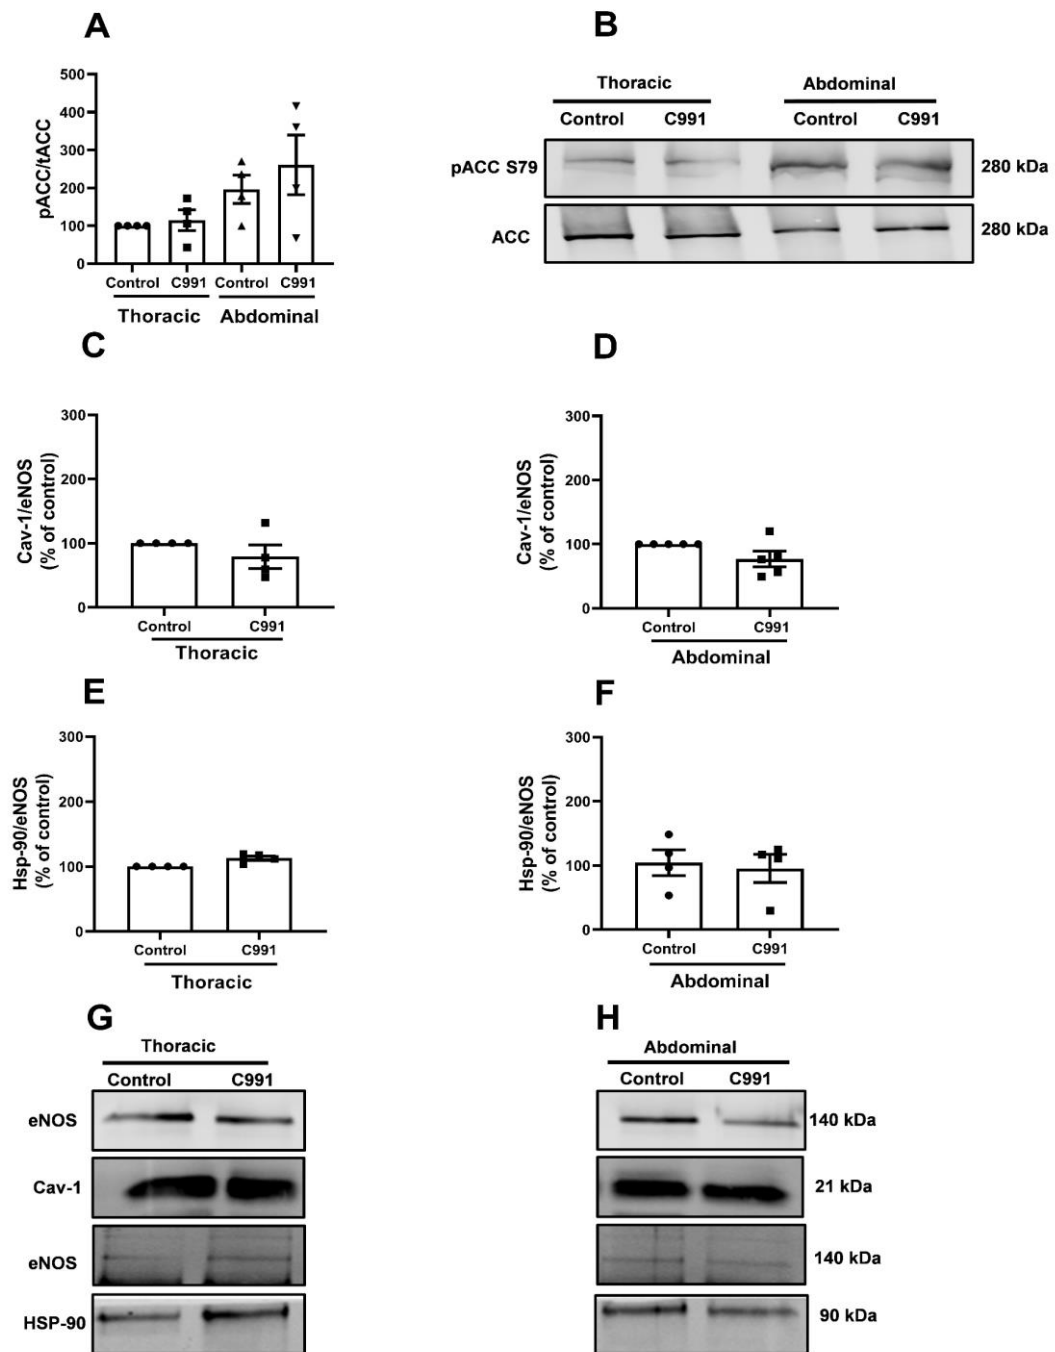 A
500
400
300
200
100
0
pACC/tACC
Control C991 Control C991
Thoracic Abdominal
B
Thoracic Abdominal
Control C991 Control C991
pACC S79 280 kDa
ACC 280 kDa
C
300
200
100
0
Cav-1/eNOS
(% of control)
Control C991
Thoracic
D
300
200
100
0
Cav-1/eNOS
(% of control)
Control C991
Abdominal
E
300
200
100
0
Hsp-90/eNOS
(% of control)
Control C991
Thoracic
F
300
200
100
0
Hsp-90/eNOS
(% of control)
Control C991
Abdominal
G
Thoracic
Control C991
eNOS
Cav-1
eNOS
HSP-90
H
Abdominal
Control C991
140 kDa
21 kDa
140 kDa
90 kDa